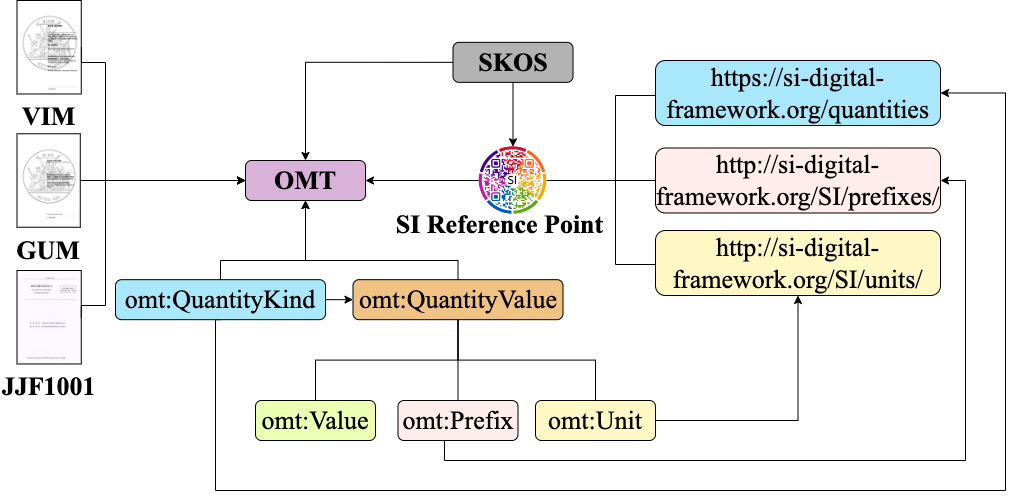 VIM
GUM
JJF1001
SKOS
OMT
SI
SI Reference Point
https://si-digital-
framework.org/quantities
http://si-digital-
framework.org/SI/prefixes/
http://si-digital-
framework.org/SI/units/
omt:QuantityKind
omt:QuantityValue
omt:Value
omt:Prefix
omt:Unit